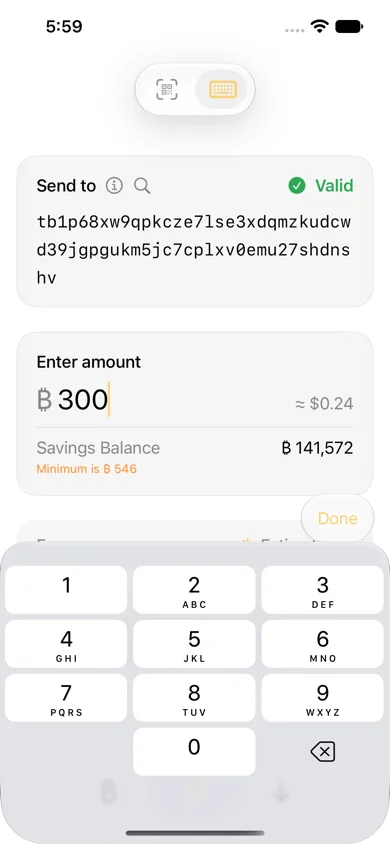 5:59
Send to
Valid
tb1p68xw9qpkcze7lse3xdqmzkudcw
d39jgpgukm5jc7cplxv0emu27shdns
hv
Enter amount
₿ 300
≈ $0.24
Savings Balance
₿ 141,572
Minimum is ₿ 546
Done
1
2
ABC
3
DEF
4
GHI
5
JKL
6
MNO
7
PQRS
8
TUV
9
WXYZ
0